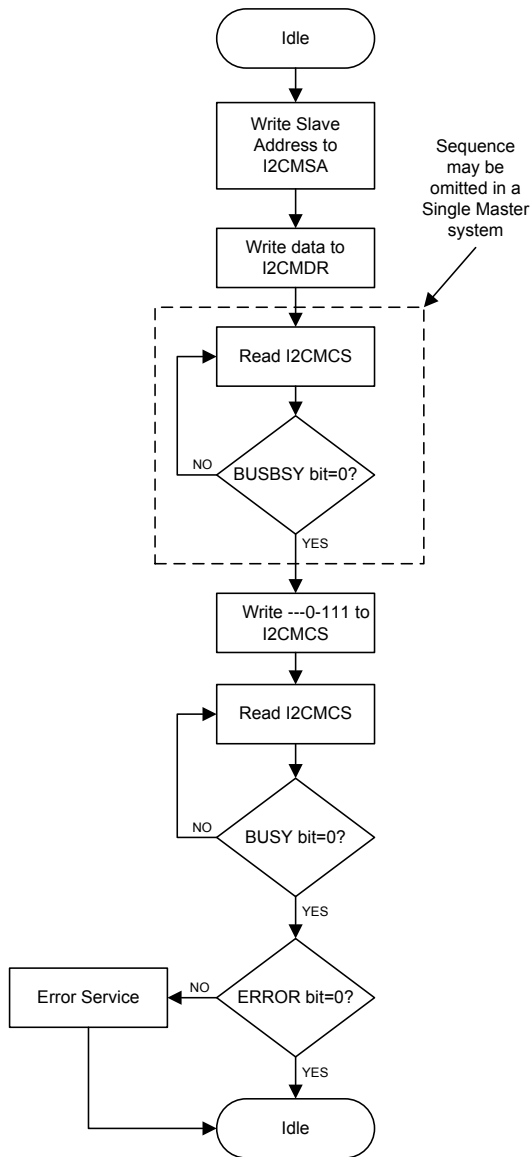 Idle
Write Slave
Address to
I2CMSA
Sequence
may be
omitted in a
Single Master
system
Write data to
I2CMDR
Read I2CMCS
NO
BUSBSY bit=0?
YES
Write ---0-111 to
I2CMCS
Read I2CMCS
NO
BUSY bit=0?
YES
Error Service
NO
ERROR bit=0?
YES
Idle